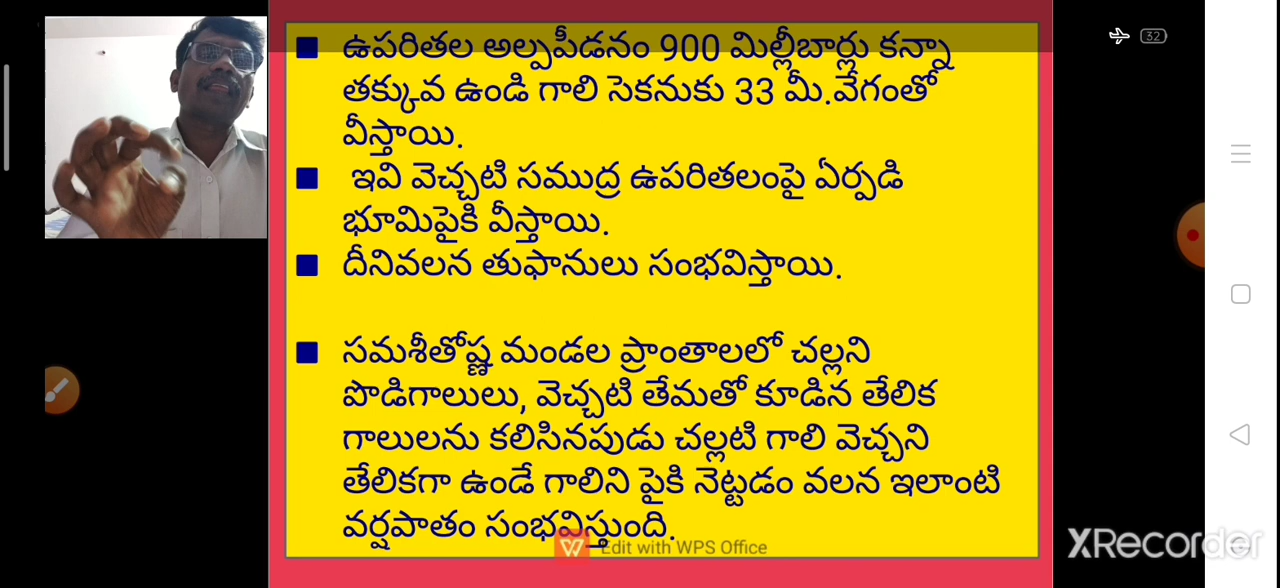 ఉపరితల అల్పపీడనం 900 మిల్లీబార్లు కన్నా
తక్కువ ఉండి గాలి సెకనుకు 33 మీ.వేగంతో
వీస్తాయి.
ఇవి వెచ్చటి సముద్ర ఉపరితలంపై ఏర్పడి
భూమిపైకి వీస్తాయి.
దీనివలన తుఫానులు సంభవిస్తాయి.
సమశీతోష్ణ మండల ప్రాంతాలలో చల్లని
పొడిగాలులు, వెచ్చటి తేమతో కూడిన తేలిక
గాలులను కలిసినపుడు చల్లటి గాలి వెచ్చని
తేలికగా ఉండే గాలిని పైకి నెట్టడం వలన ఇలాంటి
వర్షపాతం సంభవిస్తుంది.
Edit with WPS Office
32
XRecorder